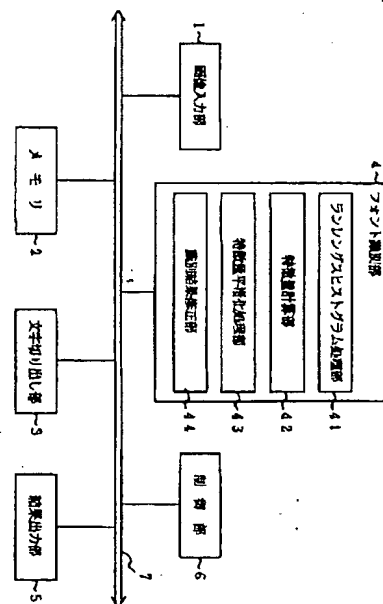 1
画像入力部
4
フォント識別部
ランレングスヒストグラム処理部
41
特徴量計算部
42
特徴量平滑化処理部
43
識別結果修正部
44
制御部
6
7
メモリ
2
文字切り出し部
3
結果出力部
5